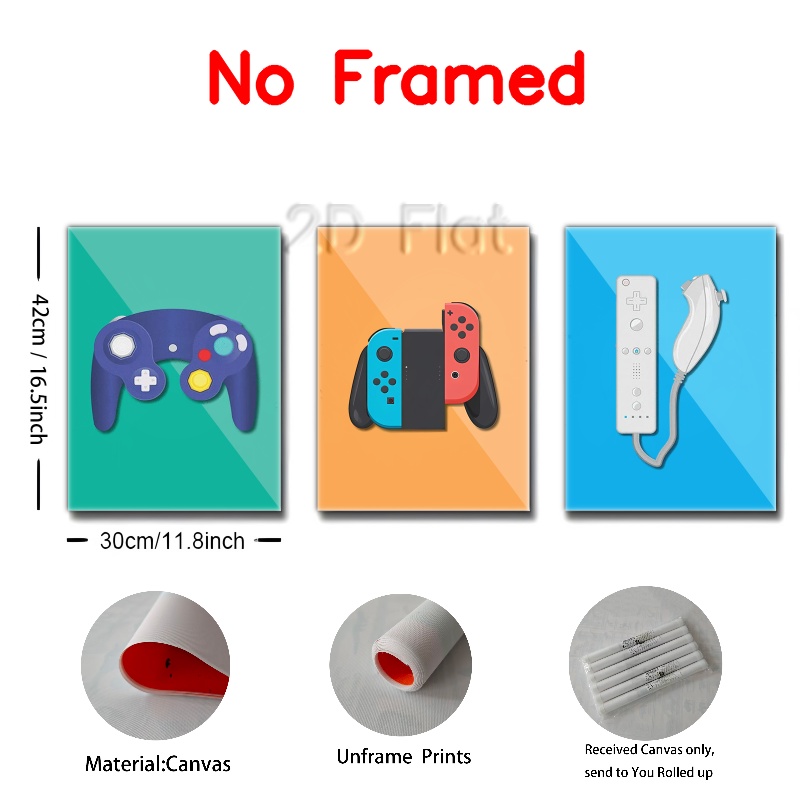 No Framed
2D Flat
42cm / 16.5inch
30cm/11.8inch
Material:Canvas
Unframe Prints
Received Canvas only,
send to You Rolled up